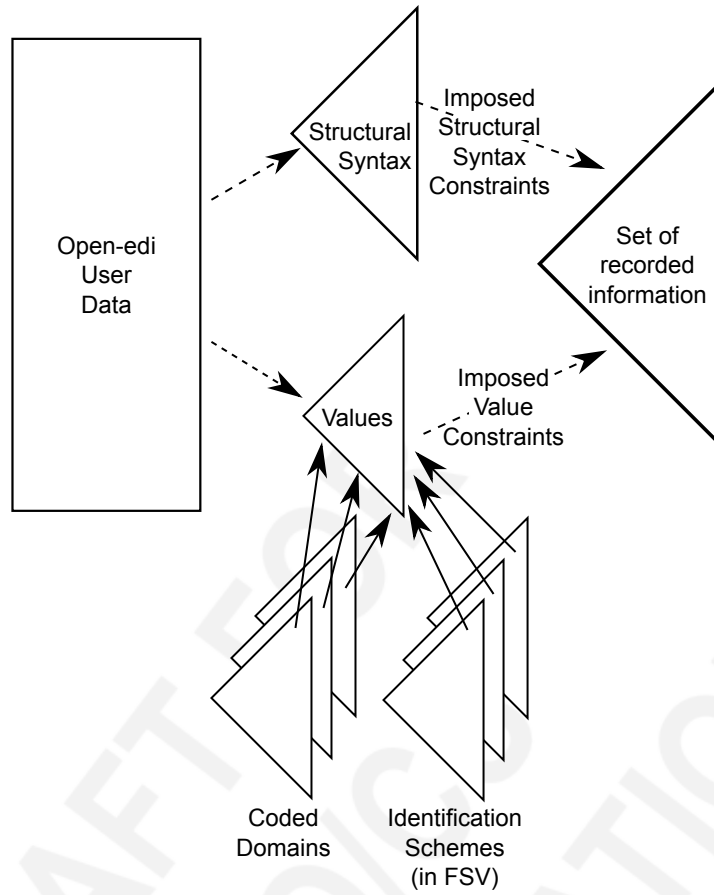 Open-edi
User
Data
Structural
Syntax
Imposed
Structural
Syntax
Constraints
Set of
recorded
information
Values
Imposed
Value
Constraints
Coded
Domains
Identification
Schemes
(in FSV)